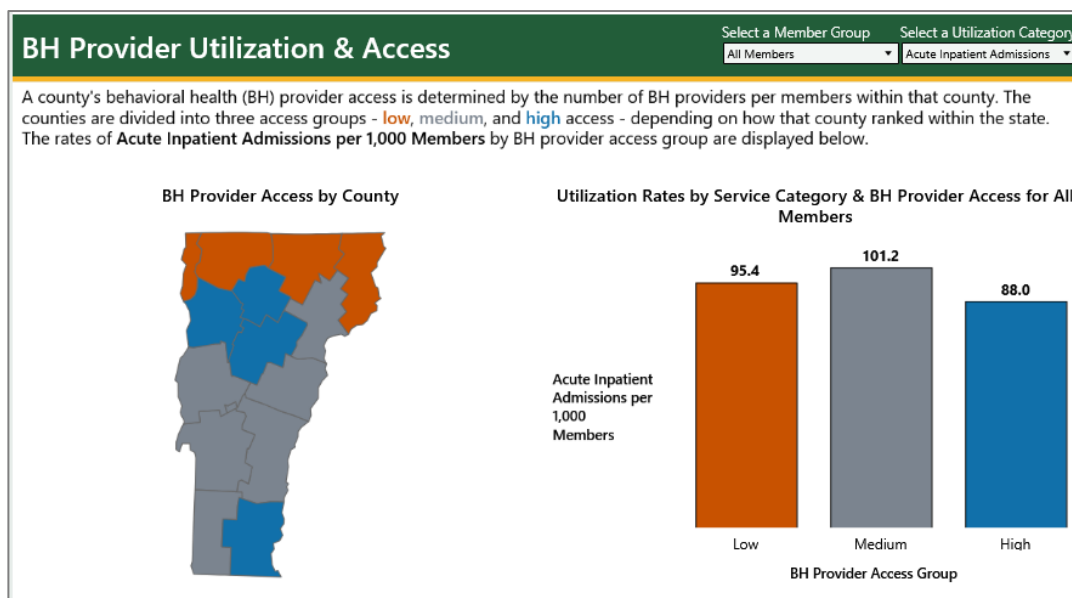 BH Provider Utilization & Access
Select a Member Group
Select a Utilization Category
All Members
Acute Inpatient Admissions
A county's behavioral health (BH) provider access is determined by the number of BH providers per members within that county. The
counties are divided into three access groups - low, medium, and high access - depending on how that county ranked within the state.
The rates of Acute Inpatient Admissions per 1,000 Members by BH provider access group are displayed below.
BH Provider Access by County
Utilization Rates by Service Category & BH Provider Access for All
Members
95.4
101.2
88.0
Acute Inpatient
Admissions per
1,000
Members
Low
Medium
High
BH Provider Access Group